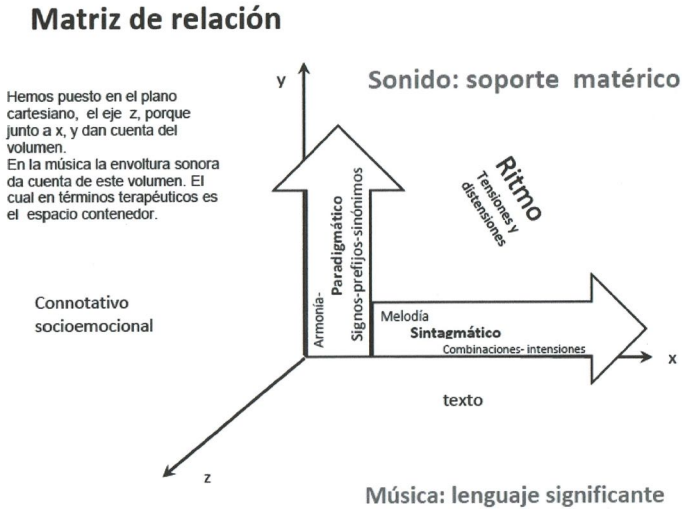 Matriz de relación
y
Sonido: soporte matérico
Hemos puesto en el plano
cartesiano, el eje z, porque
junto a x, y dan cuenta del
volumen.
En la música la envoltura sonora
da cuenta de este volumen. El
cual en términos terapéuticos es
el espacio contenedor.
Ritmo
Tensiones y
distensiones
Armonía-
Paradigmático
Signos-prefijos-sinónimos
Connotativo
socioemocional
Melodía
Sintagmático
Combinaciones- intensiones
x
texto
z
Música: lenguaje significante